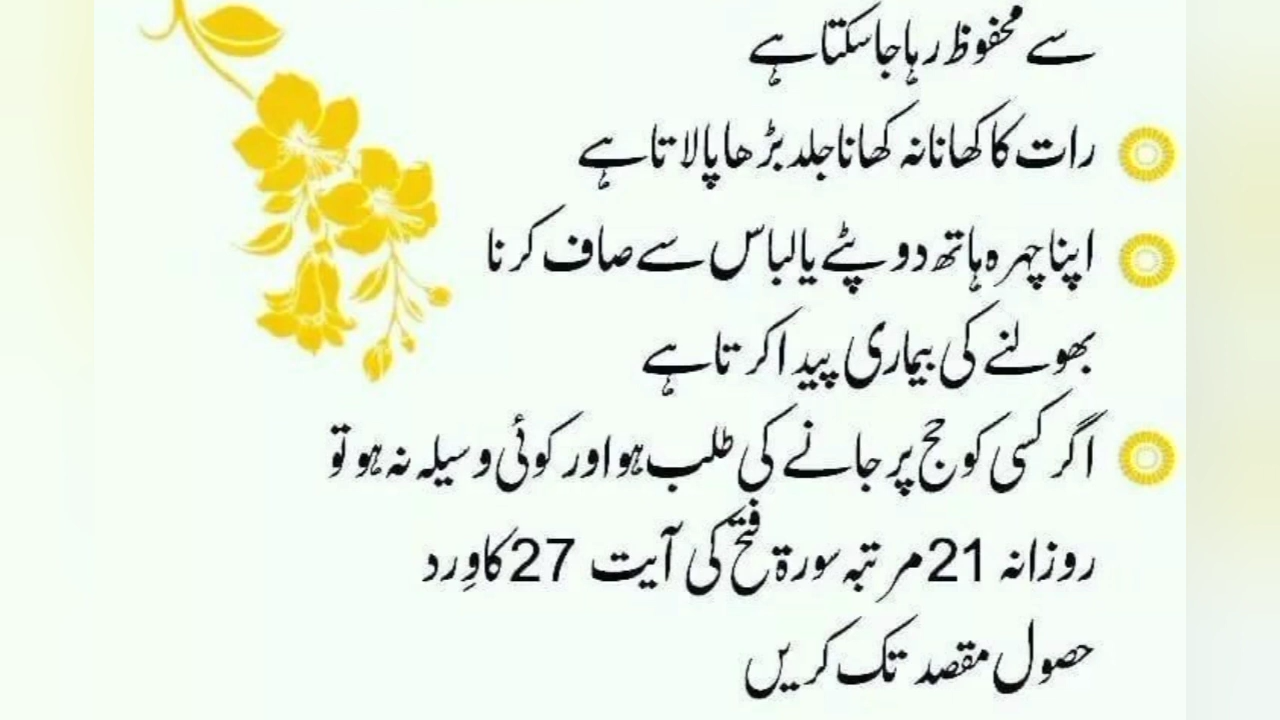 سے محفوظ رہا جا سکتا ہے
رات کا کھانا نہ کھانا جلد بڑھاپا لاتا ہے
اپنا چہرہ ہاتھ دوپٹے یا لباس سے صاف کرنا
بھولنے کی بیماری پیدا کرتا ہے
اگر کسی کو حج پر جانے کی طلب ہو اور کوئی وسیلہ نہ ہو تو
روزانہ 21 مرتبہ سورۃ فتح کی آیت 27 کا وِرد
حصول مقصد تک کریں